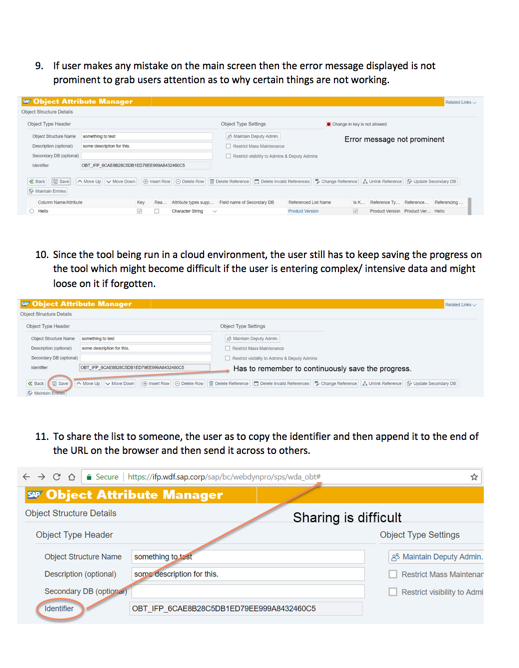 9. If user makes any mistake on the main screen then the error message displayed is not
prominent to grab users attention as to why certain things are not working.
SAP Object Attribute Manager Related Links
Object Structure Details
Object Type Header Object Type Settings Change in key is not allowed
Object Structure Name something to test Maintain Deputy Admin. Error message not prominent
Description (optional) some description for this. Restrict Mass Maintenance
Secondary DB (optional) Restrict visibility to Admins & Deputy Admins
Identifier OBT_IFP_6CAE8B28C5DB1ED79EE999A8432460C5
Back Save Move Up Move Down Insert Row Delete Row Delete Reference Delete Invalid References Change Reference Unlink Reference Update Secondary DB
Maintain Entries
Column Name/Attribute Key Rea... Attribute types supp... Field name of Secondary DB Referenced List Name Is K... Reference Ty... Reference... Referencing ...
Hello Character String Product Version Product Version Product Ver... Hello
10. Since the tool being run in a cloud environment, the user still has to keep saving the progress on
the tool which might become difficult if the user is entering complex/ intensive data and might
loose on it if forgotten.
SAP Object Attribute Manager Related Links
Object Structure Details
Object Type Header Object Type Settings
Object Structure Name something to test Maintain Deputy Admin.
Description (optional) some description for this. Restrict Mass Maintenance
Secondary DB (optional) Restrict visibility to Admins & Deputy Admins
Identifier OBT_IFP_6CAE8B28C5DB1ED79EE999A8432460C5 Has to remember to continuously save the progress.
Back Save Move Up Move Down Insert Row Delete Row Delete Reference Delete Invalid References Change Reference Unlink Reference Update Secondary DB
Maintain Entries
11. To share the list to someone, the user as to copy the identifier and then append it to the end of
the URL on the browser and then send it across to others.
Secure https://ifp.wdf.sap.corp/sap/bc/webdynpro/sps/wda_obt#
SAP Object Attribute Manager
Object Structure Details Sharing is difficult
Object Type Header Object Type Settings
Object Structure Name something to test Maintain Deputy Admin.
Description (optional) some description for this. Restrict Mass Maintenar
Secondary DB (optional) Restrict visibility to Admi
Identifier OBT_IFP_6CAE8B28C5DB1ED79EE999A8432460C5